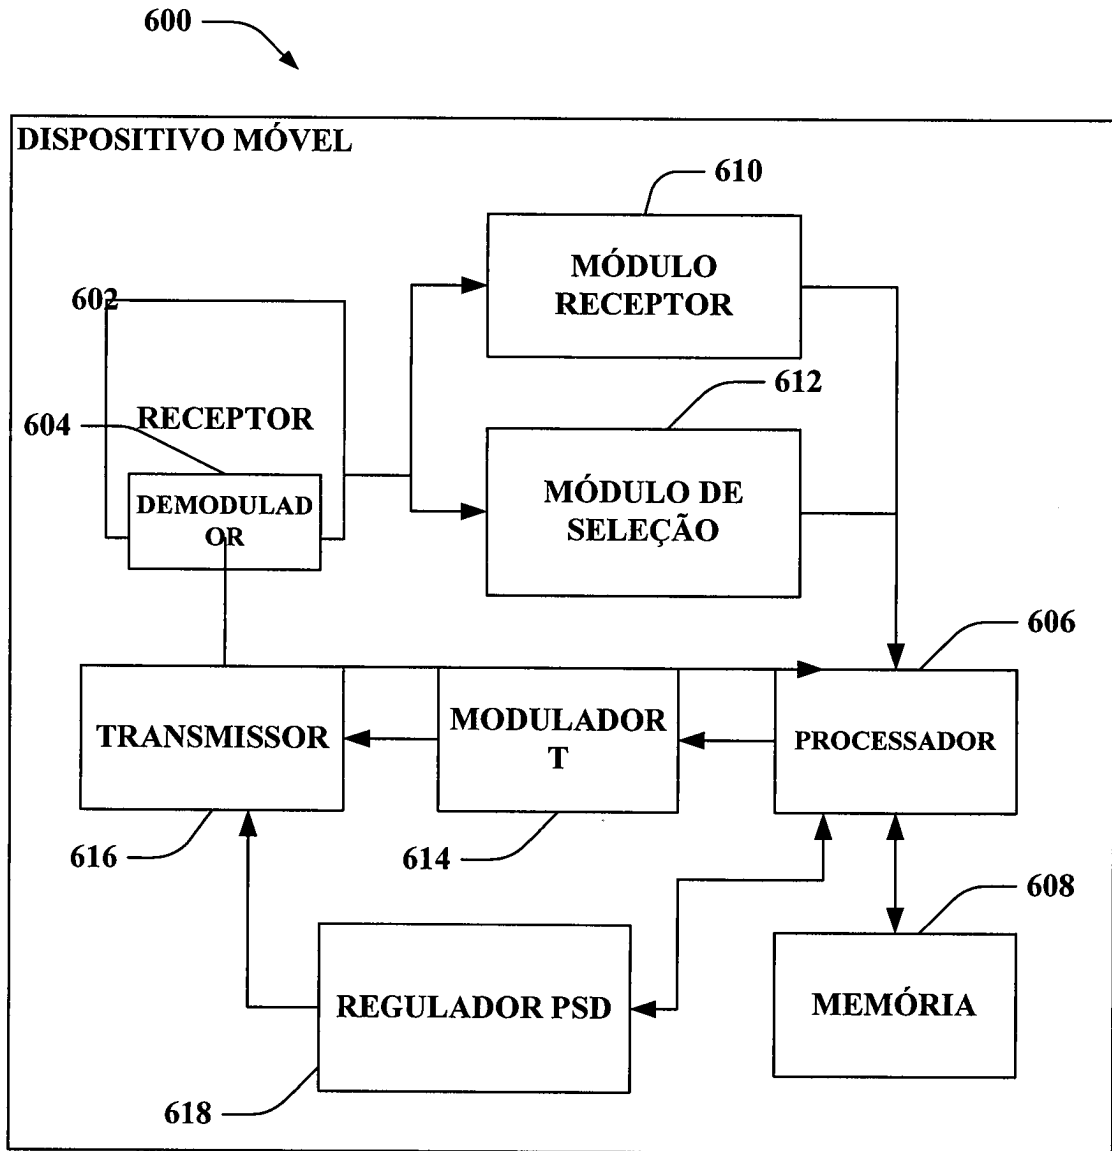 600
DISPOSITIVO MÓVEL
610
MÓDULO
RECEPTOR
602
RECEPTOR
604
DEMODULAD
OR
612
MÓDULO DE
SELEÇÃO
606
TRANSMISSOR
MODULADOR
T
PROCESSADOR
616
614
608
REGULADOR PSD
MEMÓRIA
618